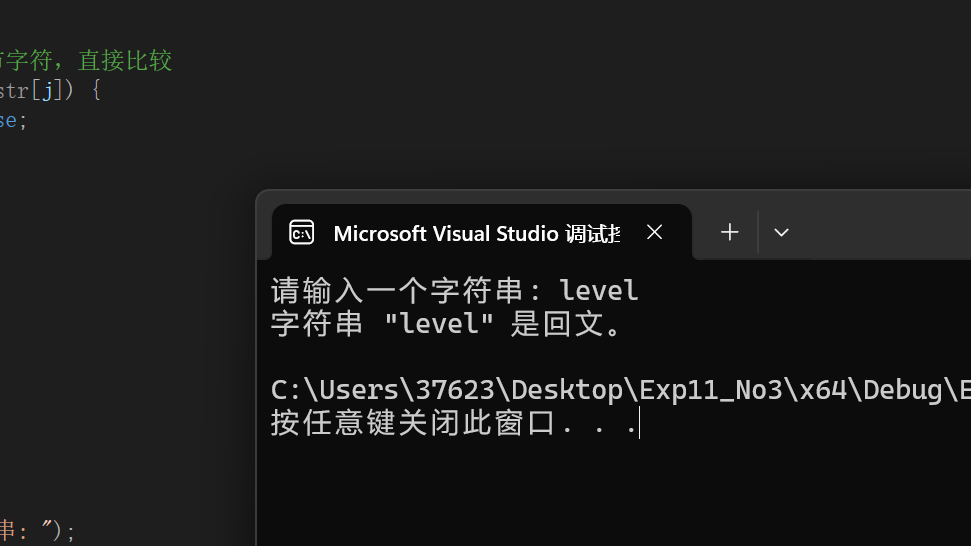 字符，直接比较
str[j]) {
se;
Microsoft Visual Studio 调试控
请输入一个字符串: level
字符串 "level" 是回文。
C:\Users\37623\Desktop\Exp11_No3\x64\Debug\E
按任意键关闭此窗口. . .
串: ");